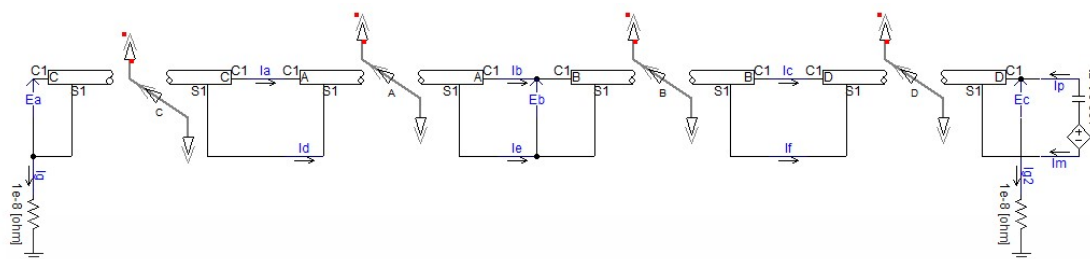 C1
C
S1
Ea
Ig
1e-8 [ohm]
C
C
C1
S1
Ia
Id
C1
A
S1
A
A
C1
S1
Ib
Ie
Eb
C1
B
S1
B
B
C1
S1
Ic
If
C1
D
S1
D
D
C1
S1
Ec
Ip
Im
Ig2
1e-8 [ohm]